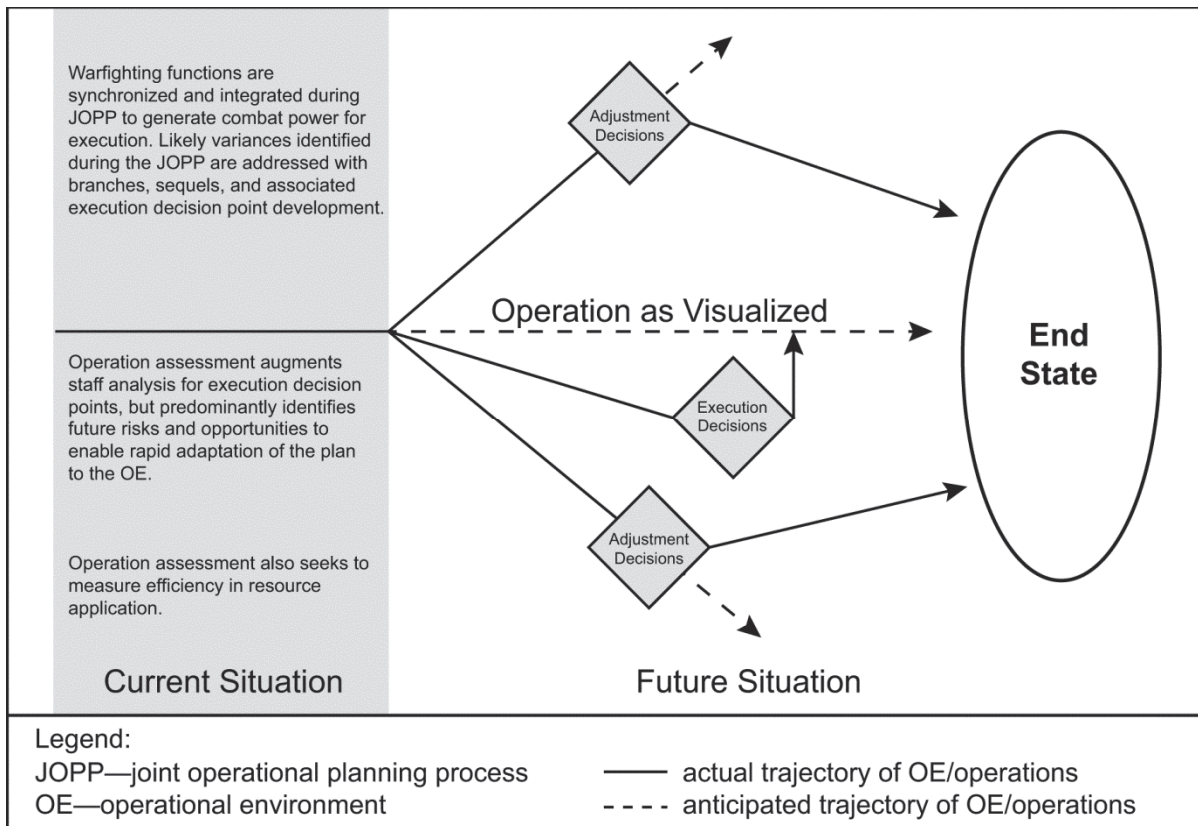 Warfighting functions are
synchronized and integrated during
JOPP to generate combat power for
execution. Likely variances identified
during the JOPP are addressed with
branches, sequels, and associated
execution decision point development.
Adjustment
Decisions
Operation as Visualized
End
State
Operation assessment augments
staff analysis for execution decision
points, but predominantly identifies
future risks and opportunities to
enable rapid adaptation of the plan
to the OE.
Execution
Decisions
Adjustment
Decisions
Operation assessment also seeks to
measure efficiency in resource
application.
Current Situation
Future Situation
Legend:
JOPP—joint operational planning process
OE—operational environment
actual trajectory of OE/operations
anticipated trajectory of OE/operations